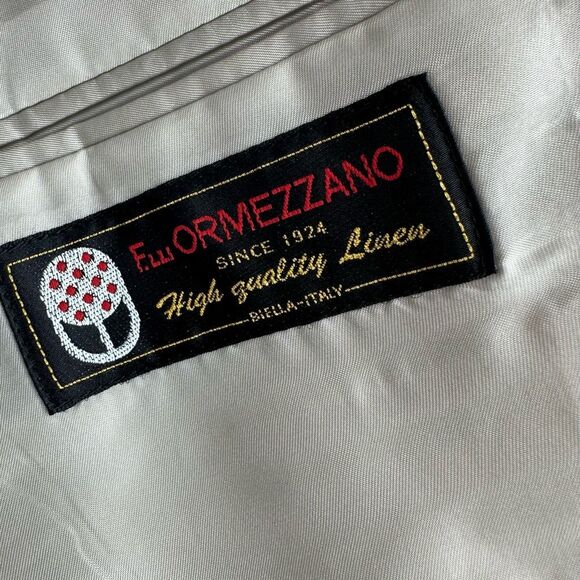 F.LLI ORMEZZANO
SINCE 1924
High quality Linen
BIELLA-ITALY